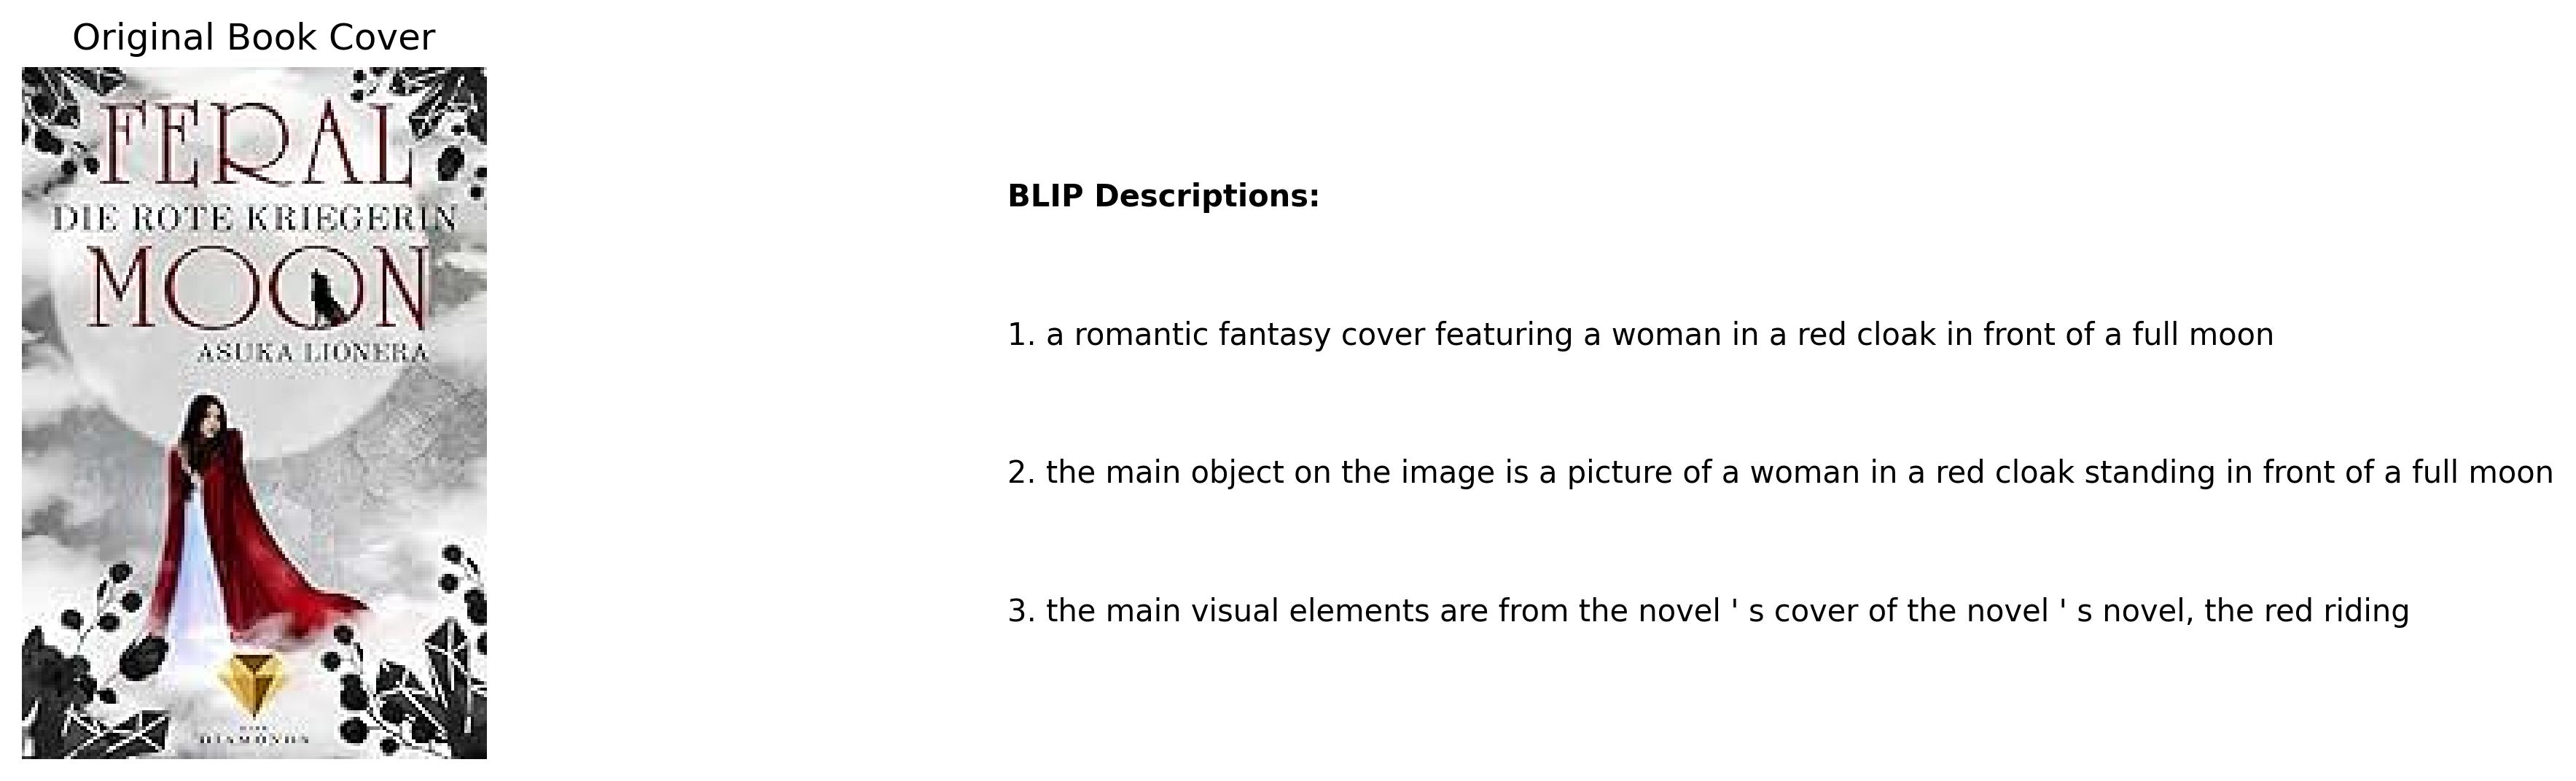 Original Book Cover
FERAL
DIE ROTE KRIEGERIN
MOON
ASUKA LIONERA
DIAMONDS
BLIP Descriptions:
1. a romantic fantasy cover featuring a woman in a red cloak in front of a full moon
2. the main object on the image is a picture of a woman in a red cloak standing in front of a full moon
3. the main visual elements are from the novel ' s cover of the novel ' s novel, the red riding